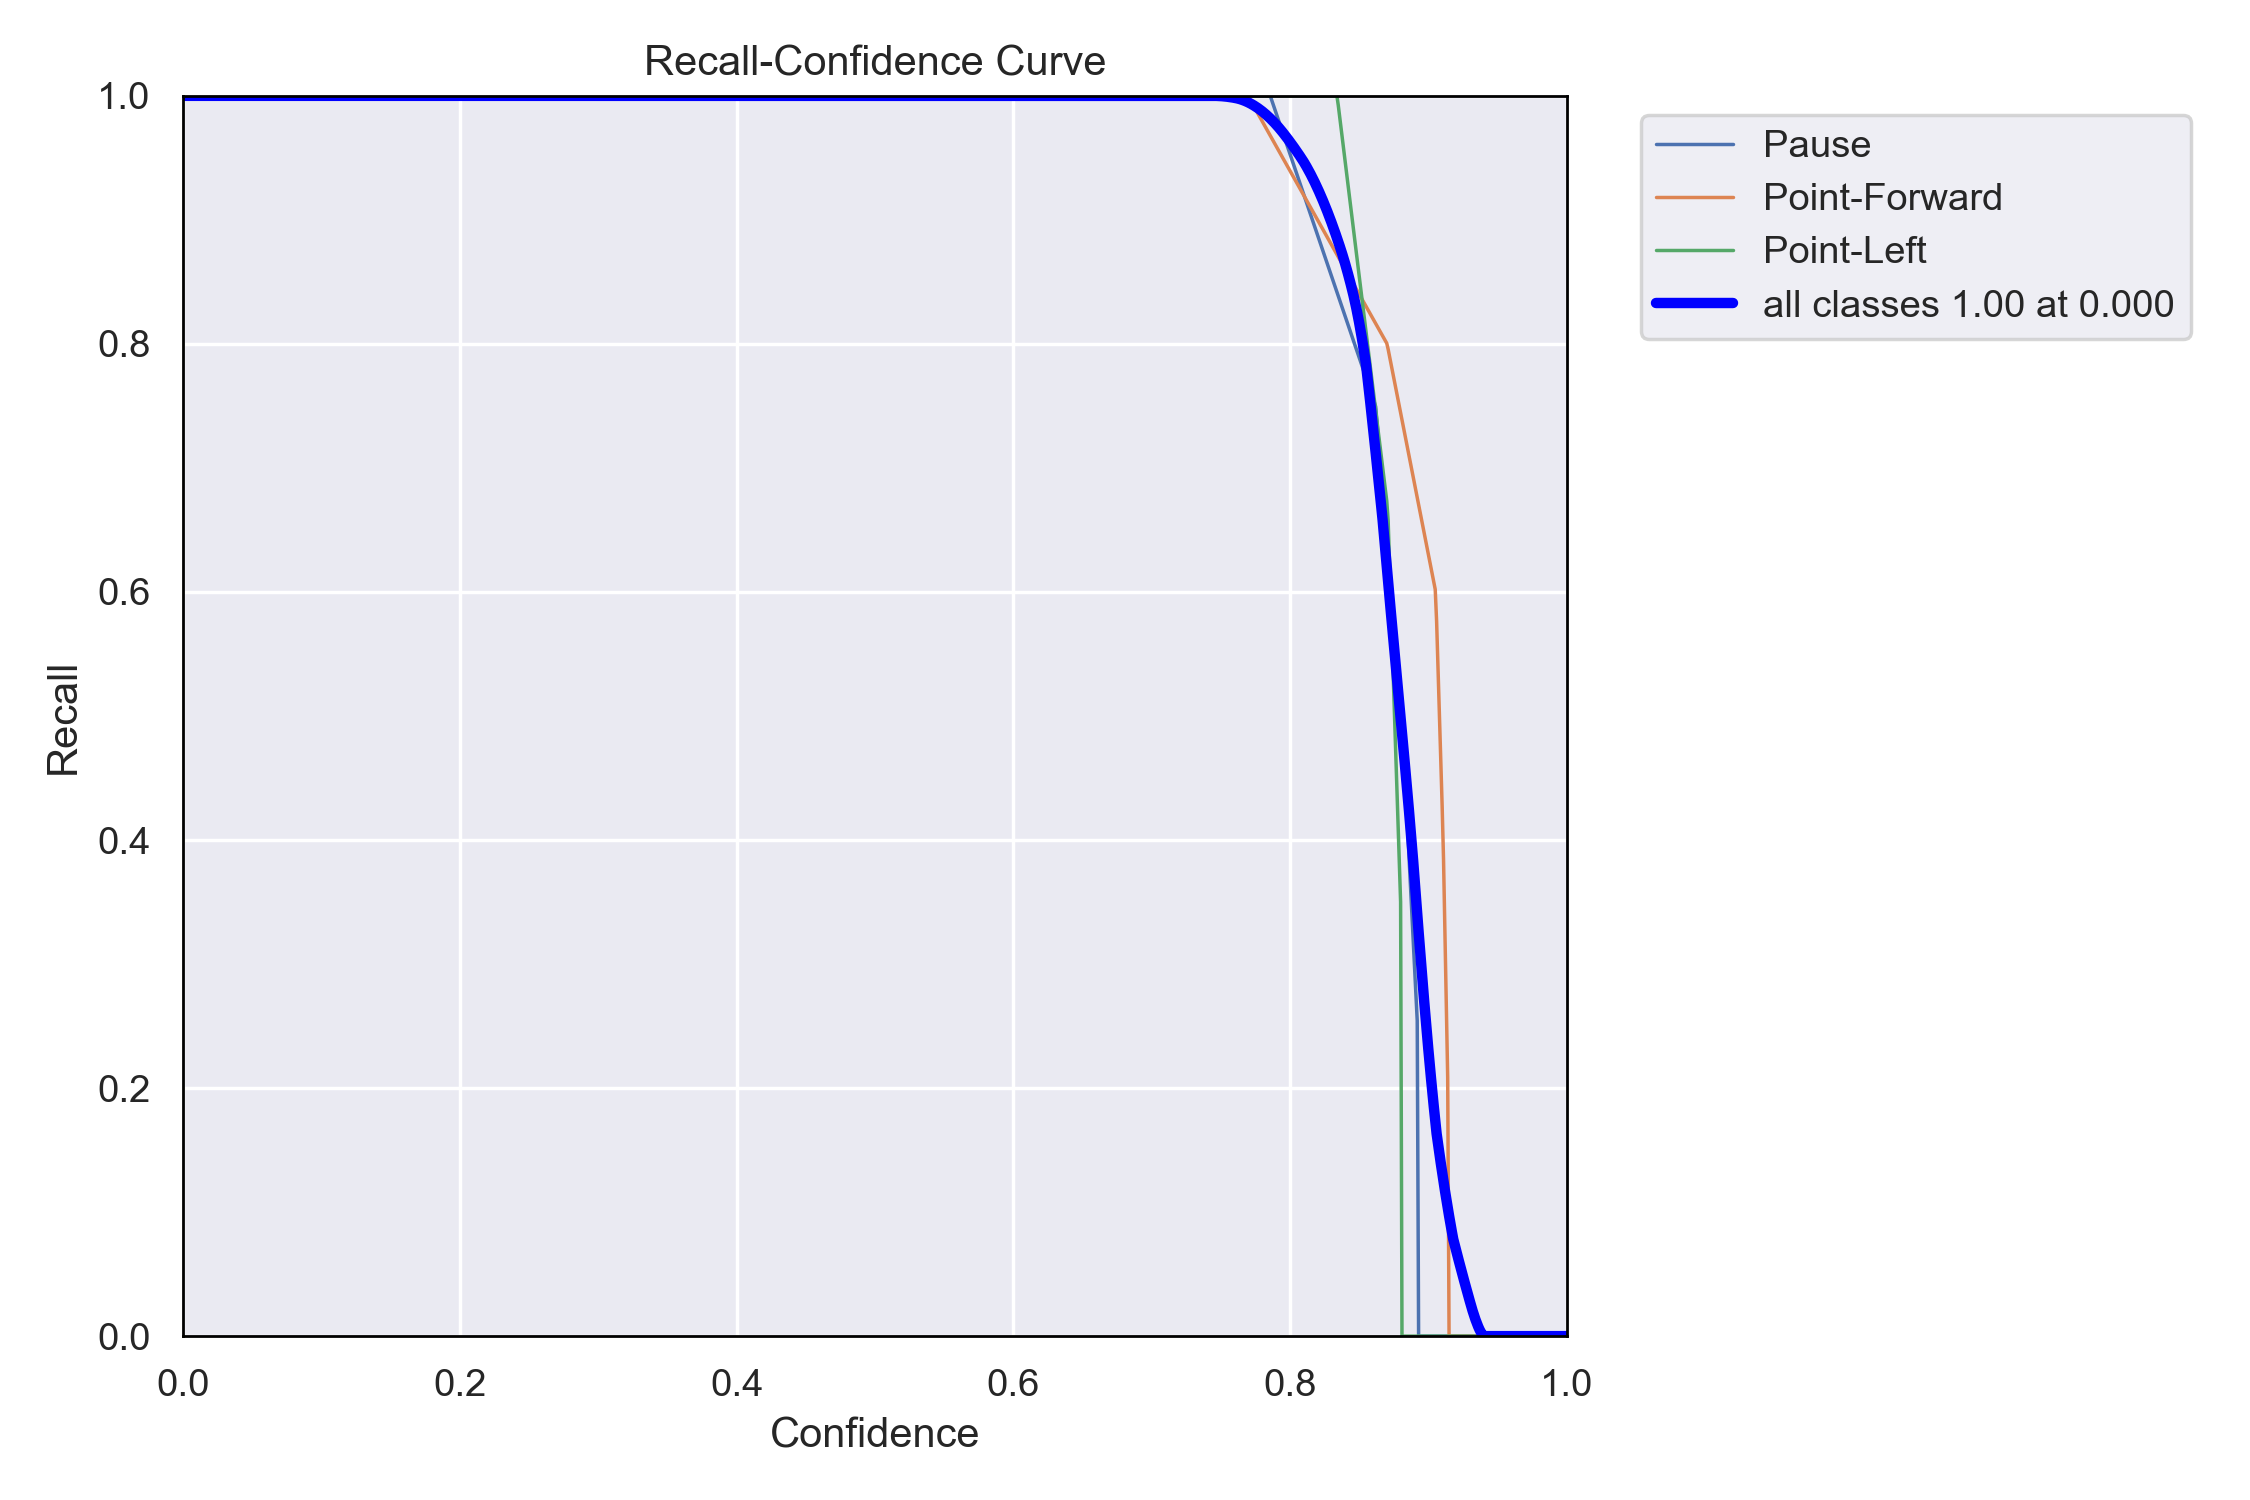 Recall-Confidence Curve
1.0
0.8
0.6
0.4
0.2
0.0
Recall
0.0 0.2 0.4 0.6 0.8 1.0
Confidence
Pause
Point-Forward
Point-Left
all classes 1.00 at 0.000